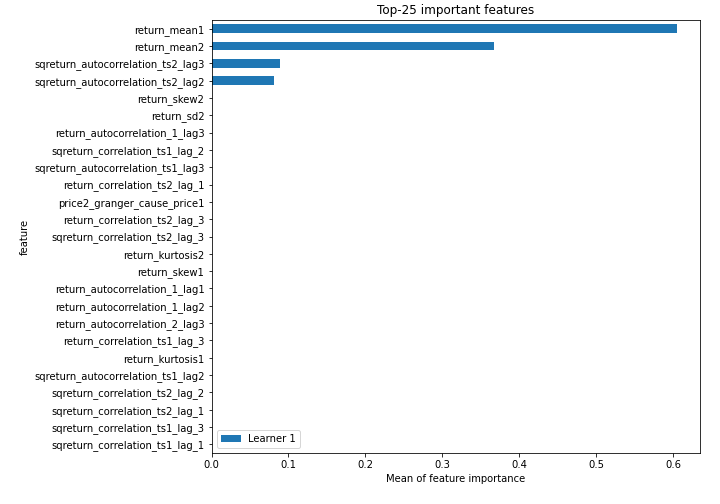 Top-25 important features
return_mean1
return_mean2
sqreturn_autocorrelation_ts2_lag3
sqreturn_autocorrelation_ts2_lag2
return_skew2
return_sd2
return_autocorrelation_1_lag3
sqreturn_correlation_ts1_lag_2
sqreturn_autocorrelation_ts1_lag3
return_correlation_ts2_lag_1
price2_granger_cause_price1
return_correlation_ts2_lag_3
sqreturn_correlation_ts2_lag_3
return_kurtosis2
return_skew1
return_autocorrelation_1_lag1
return_autocorrelation_1_lag2
return_autocorrelation_2_lag3
return_correlation_ts1_lag_3
return_kurtosis1
sqreturn_autocorrelation_ts1_lag2
sqreturn_correlation_ts2_lag_2
sqreturn_correlation_ts2_lag_1
sqreturn_correlation_ts1_lag_3
sqreturn_correlation_ts1_lag_1
feature
Learner 1
0.0 0.1 0.2 0.3 0.4 0.5 0.6
Mean of feature importance